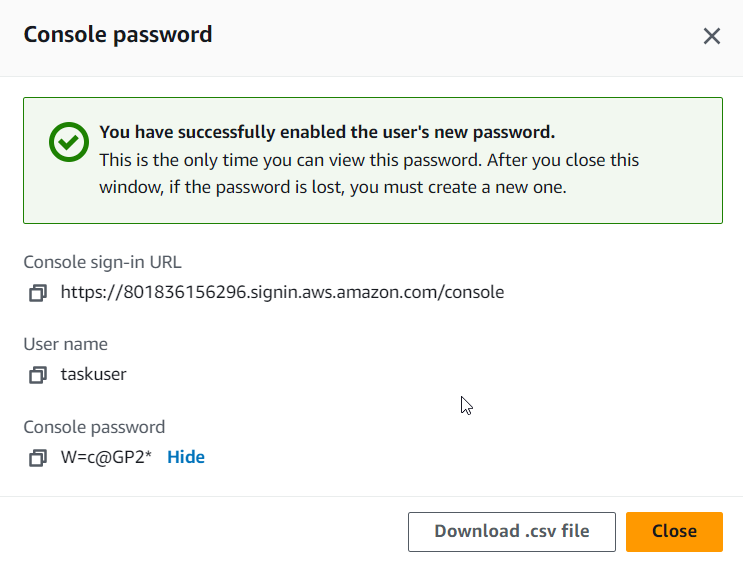 Console password
You have successfully enabled the user's new password.
This is the only time you can view this password. After you close this
window, if the password is lost, you must create a new one.
Console sign-in URL
https://801836156296.signin.aws.amazon.com/console
User name
taskuser
Console password
W=c@GP2* Hide
Download .csv file Close